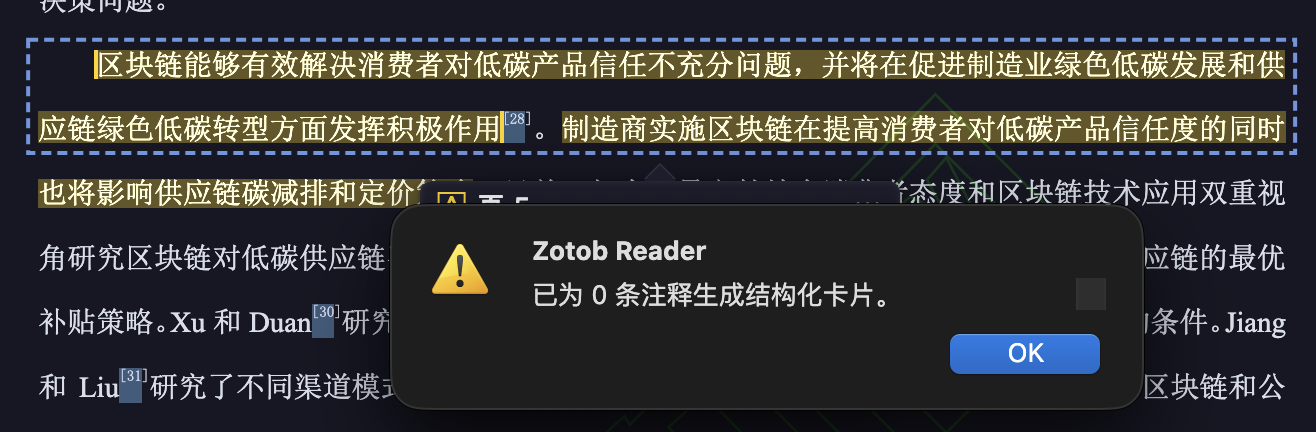 决策问题。
区块链能够有效解决消费者对低碳产品信任不充分问题，并将在促进制造业绿色低碳发展和供
应链绿色低碳转型方面发挥积极作用[28]。制造商实施区块链在提高消费者对低碳产品信任度的同时
也将影响供应链碳减排和定价
者态度和区块链技术应用双重视
页 5
角研究区块链对低碳供应链
应链的最优
Zotob Reader
已为 0 条注释生成结构化卡片。
补贴策略。Xu 和 Duan[30]研究
条件。Jiang
OK
和 Liu[31]研究了不同渠道模式
区块链和公